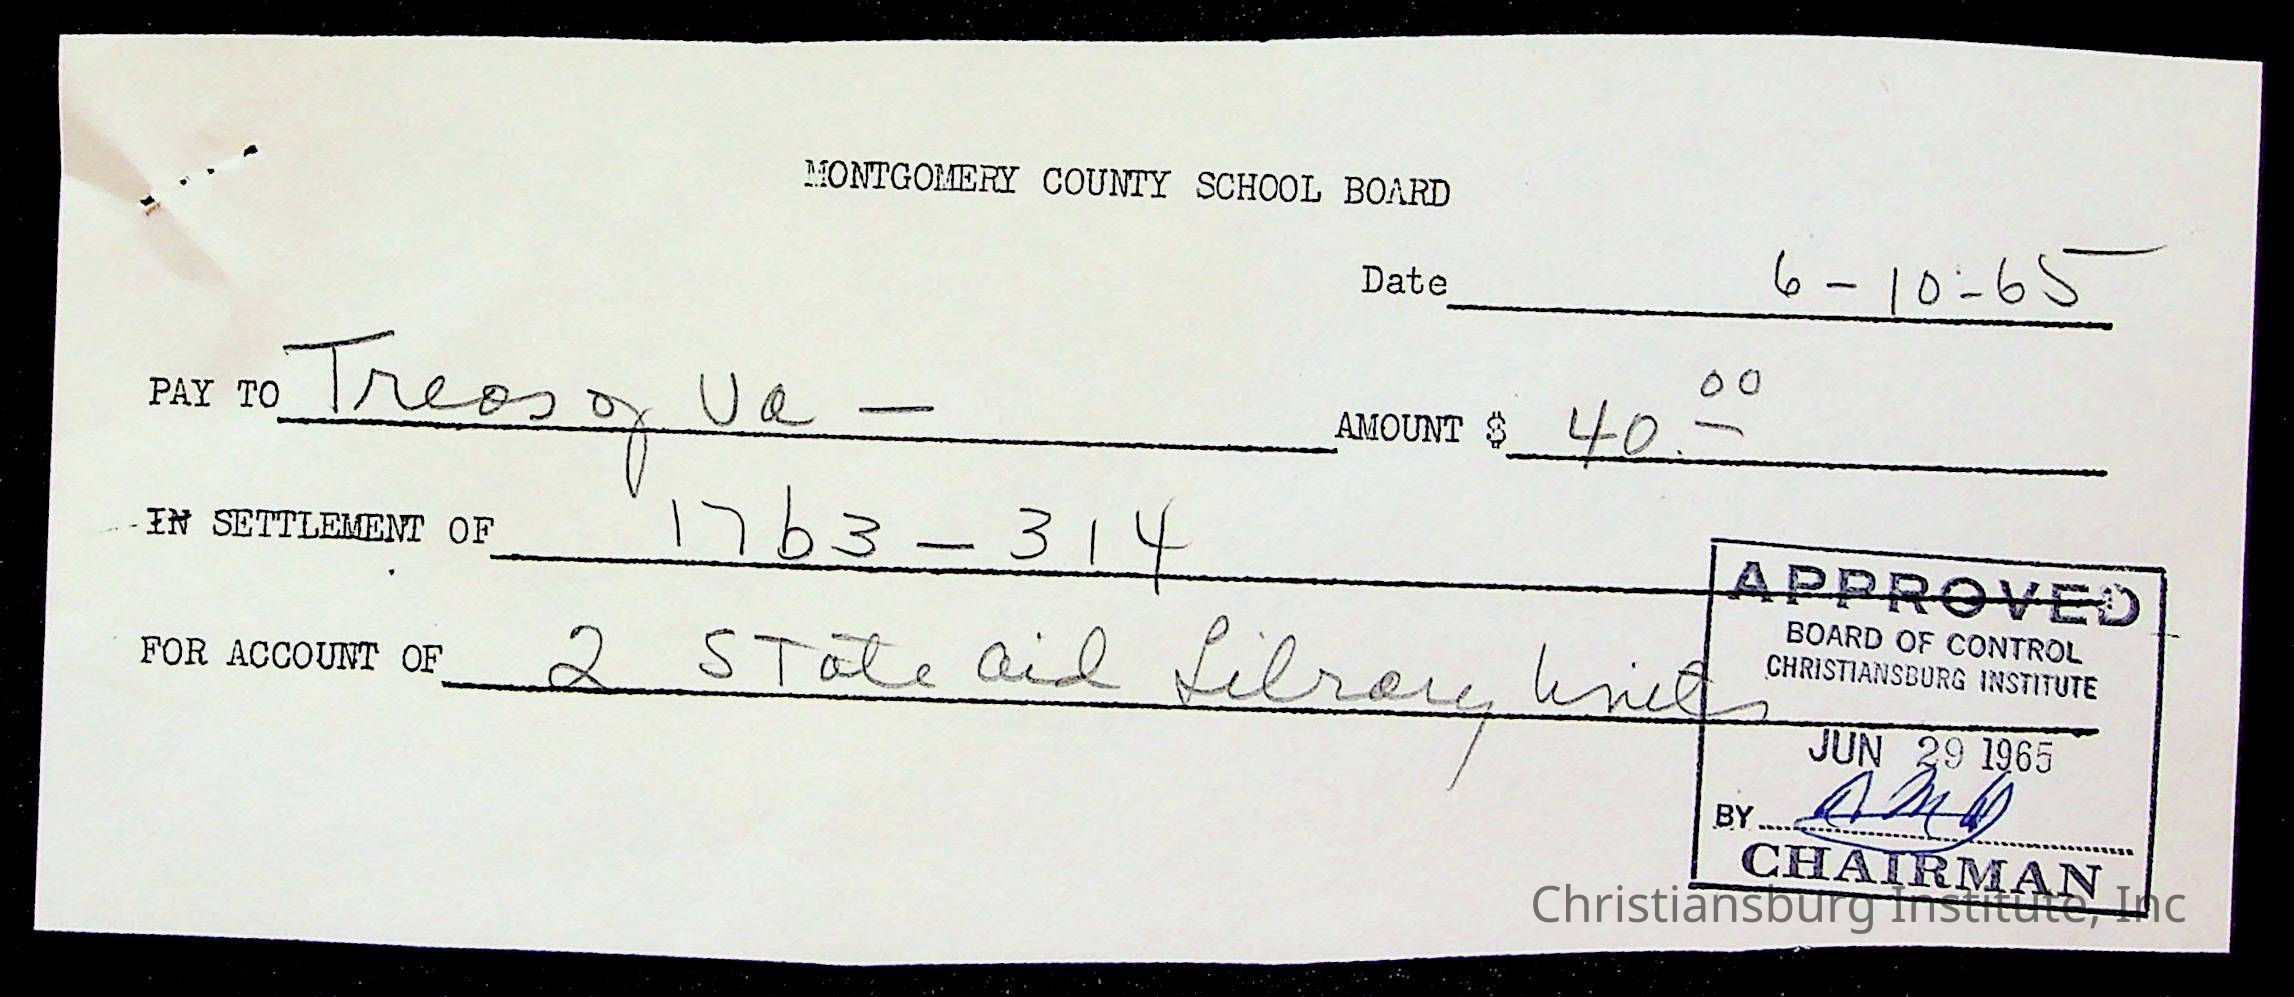 MONTGOMERY COUNTY SCHOOL BOARD
Date 6-10-65
PAY TO Treas of Va — AMOUNT $ 40.00
IN SETTLEMENT OF 17b3-314
FOR ACCOUNT OF 2 State aid Library Units
APPROVED
BOARD OF CONTROL
CHRISTIANSBURG INSTITUTE
JUN 29 1965
BY
CHAIRMAN
Christiansburg Institute, Inc